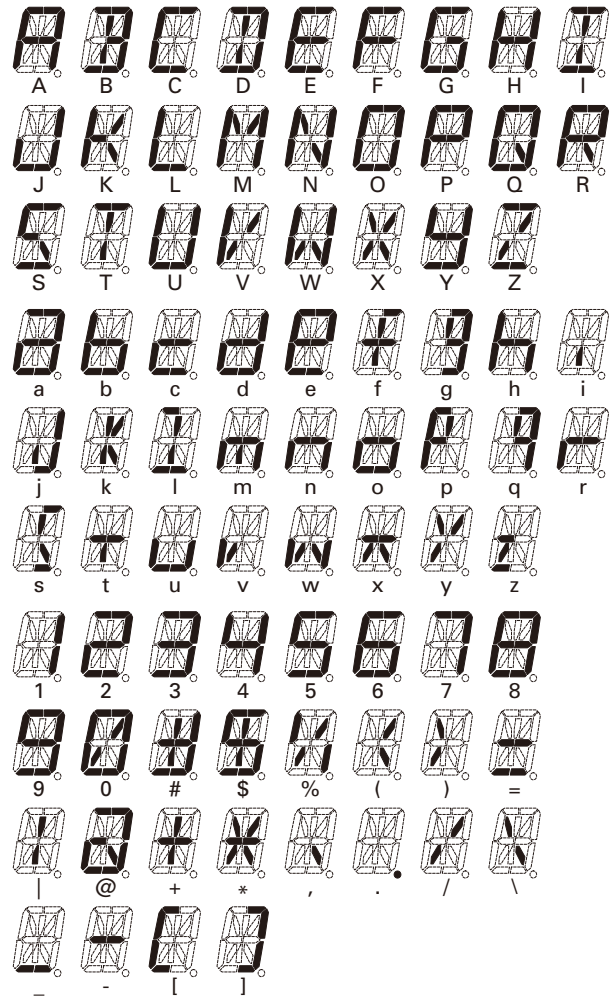 A B C D E F G H I
J K L M N O P Q R
S T U V W X Y Z
a b c d e f g h i
j k l m n o p q r
s t u v w x y z
1 2 3 4 5 6 7 8
9 0 # $ % ( ) =
| @ + * , . / \
_ - [ ]